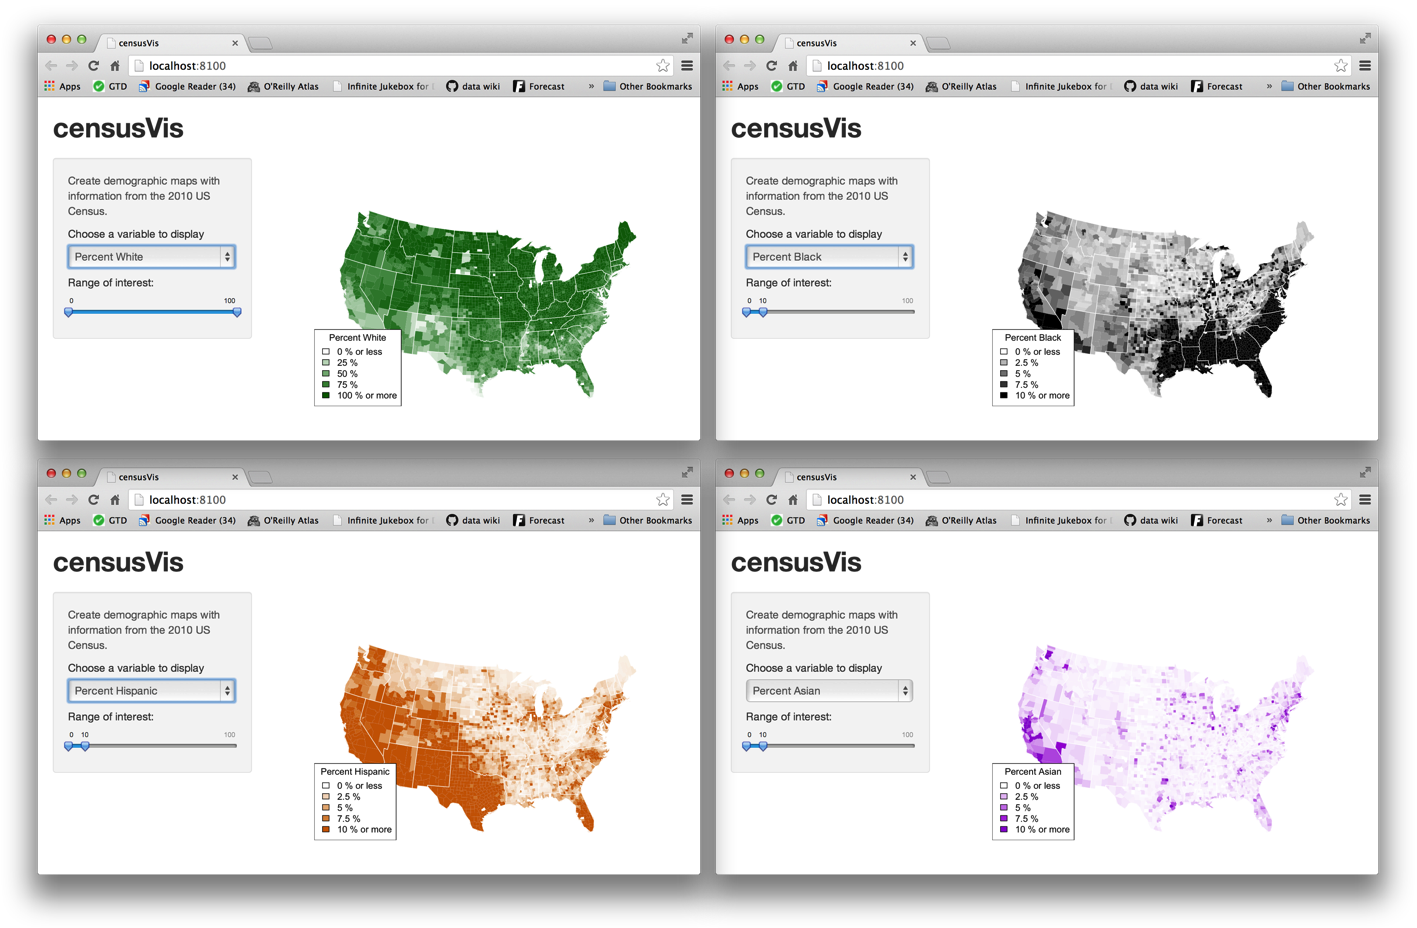 censusVis
localhost:8100
Apps GTD Google Reader (34) O'Reilly Atlas Infinite Jukebox for data wiki Forecast » Other Bookmarks
censusVis
Create demographic maps with
information from the 2010 US
Census.
Choose a variable to display
Percent White
Range of interest:
0 100
Percent White
0 % or less
25 %
50 %
75 %
100 % or more
censusVis
localhost:8100
Apps GTD Google Reader (34) O'Reilly Atlas Infinite Jukebox for data wiki Forecast » Other Bookmarks
censusVis
Create demographic maps with
information from the 2010 US
Census.
Choose a variable to display
Percent Black
Range of interest:
0 10 100
Percent Black
0 % or less
2.5 %
5 %
7.5 %
10 % or more
censusVis
localhost:8100
Apps GTD Google Reader (34) O'Reilly Atlas Infinite Jukebox for data wiki Forecast » Other Bookmarks
censusVis
Create demographic maps with
information from the 2010 US
Census.
Choose a variable to display
Percent Hispanic
Range of interest:
0 10 100
Percent Hispanic
0 % or less
2.5 %
5 %
7.5 %
10 % or more
censusVis
localhost:8100
Apps GTD Google Reader (34) O'Reilly Atlas Infinite Jukebox for data wiki Forecast » Other Bookmarks
censusVis
Create demographic maps with
information from the 2010 US
Census.
Choose a variable to display
Percent Asian
Range of interest:
0 10 100
Percent Asian
0 % or less
2.5 %
5 %
7.5 %
10 % or more